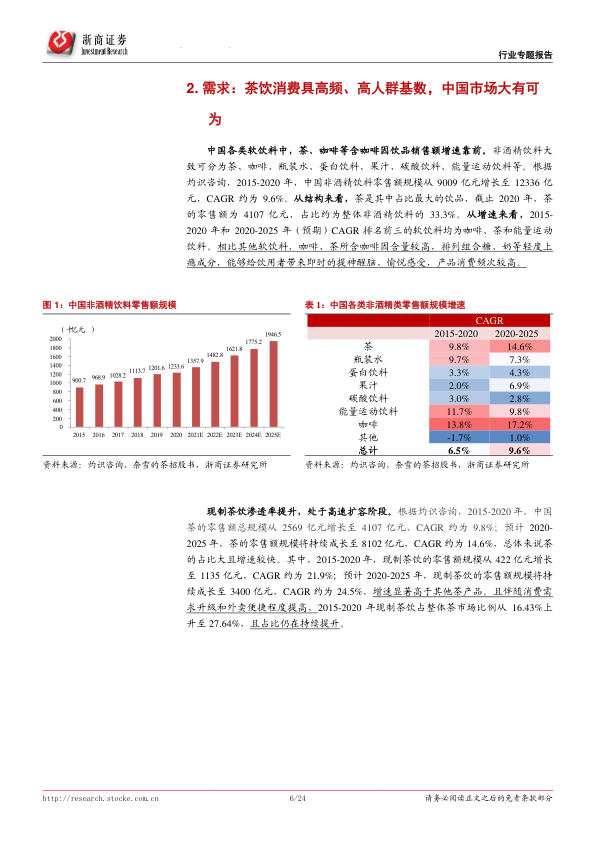 浙商证券
Investment Research
行业专题报告
2. 需求：茶饮消费具高频、高人群基数，中国市场大有可
为
中国各类软饮料中，茶、咖啡等含咖啡因饮品销售额增速靠前。非酒精饮料大
致可分为茶、咖啡、瓶装水、蛋白饮料、果汁、碳酸饮料、能量运动饮料等。根据
灼识咨询，2015-2020 年，中国非酒精饮料零售额规模从 9009 亿元增长至 12336 亿
元，CAGR 约为 9.6%。从结构来看，茶是其中占比最大的饮品，截止 2020 年，茶
的零售额为 4107 亿元，占比约为整体非酒精饮料的 33.3%。从增速来看，2015-
2020 年和 2020-2025 年（预期）CAGR 排名前三的软饮料均为咖啡、茶和能量运动
饮料。相比其他软饮料，咖啡、茶所含咖啡因含量较高，排列组合糖、奶等轻度上
瘾成分，能够给饮用者带来即时的提神醒脑、愉悦感受，产品消费频次较高。
图 1：中国非酒精饮料零售额规模
（十亿元 ）
2000
1800
1600
1400
1200
1000
800
600
400
200
0
900.7 968.9 1028.2 1113.7 1201.6 1233.6 1357.9 1482.8 1621.8 1775.2 1946.5
2015 2016 2017 2018 2019 2020 2021E 2022E 2023E 2024E 2025E
资料来源：灼识咨询、奈雪的茶招股书，浙商证券研究所
表 1：中国各类非酒精类零售额规模增速
CAGR
2015-2020 2020-2025
茶 9.8% 14.6%
瓶装水 9.7% 7.3%
蛋白饮料 3.3% 4.3%
果汁 2.0% 6.9%
碳酸饮料 3.0% 2.8%
能量运动饮料 11.7% 9.8%
咖啡 13.8% 17.2%
其他 -1.7% 1.0%
总计 6.5% 9.6%
资料来源：灼识咨询、奈雪的茶招股书，浙商证券研究所
现制茶饮渗透率提升，处于高速扩容阶段。根据灼识咨询，2015-2020 年，中国
茶的零售额总规模从 2569 亿元增长至 4107 亿元，CAGR 约为 9.8%；预计 2020-
2025 年，茶的零售额规模将持续成长至 8102 亿元，CAGR 约为 14.6%，总体来说茶
的占比大且增速较快。其中，2015-2020 年，现制茶饮的零售额规模从 422 亿元增长
至 1135 亿元，CAGR 约为 21.9%；预计 2020-2025 年，现制茶饮的零售额规模将持
续成长至 3400 亿元，CAGR 约为 24.5%，增速显著高于其他茶产品。且伴随消费需
求升级和外卖便捷程度提高，2015-2020 年现制茶饮占整体茶市场比例从 16.43%上
升至 27.64%，且占比仍在持续提升。
http://research.stocke.com.cn
6/24
请务必阅读正文之后的免责条款部分